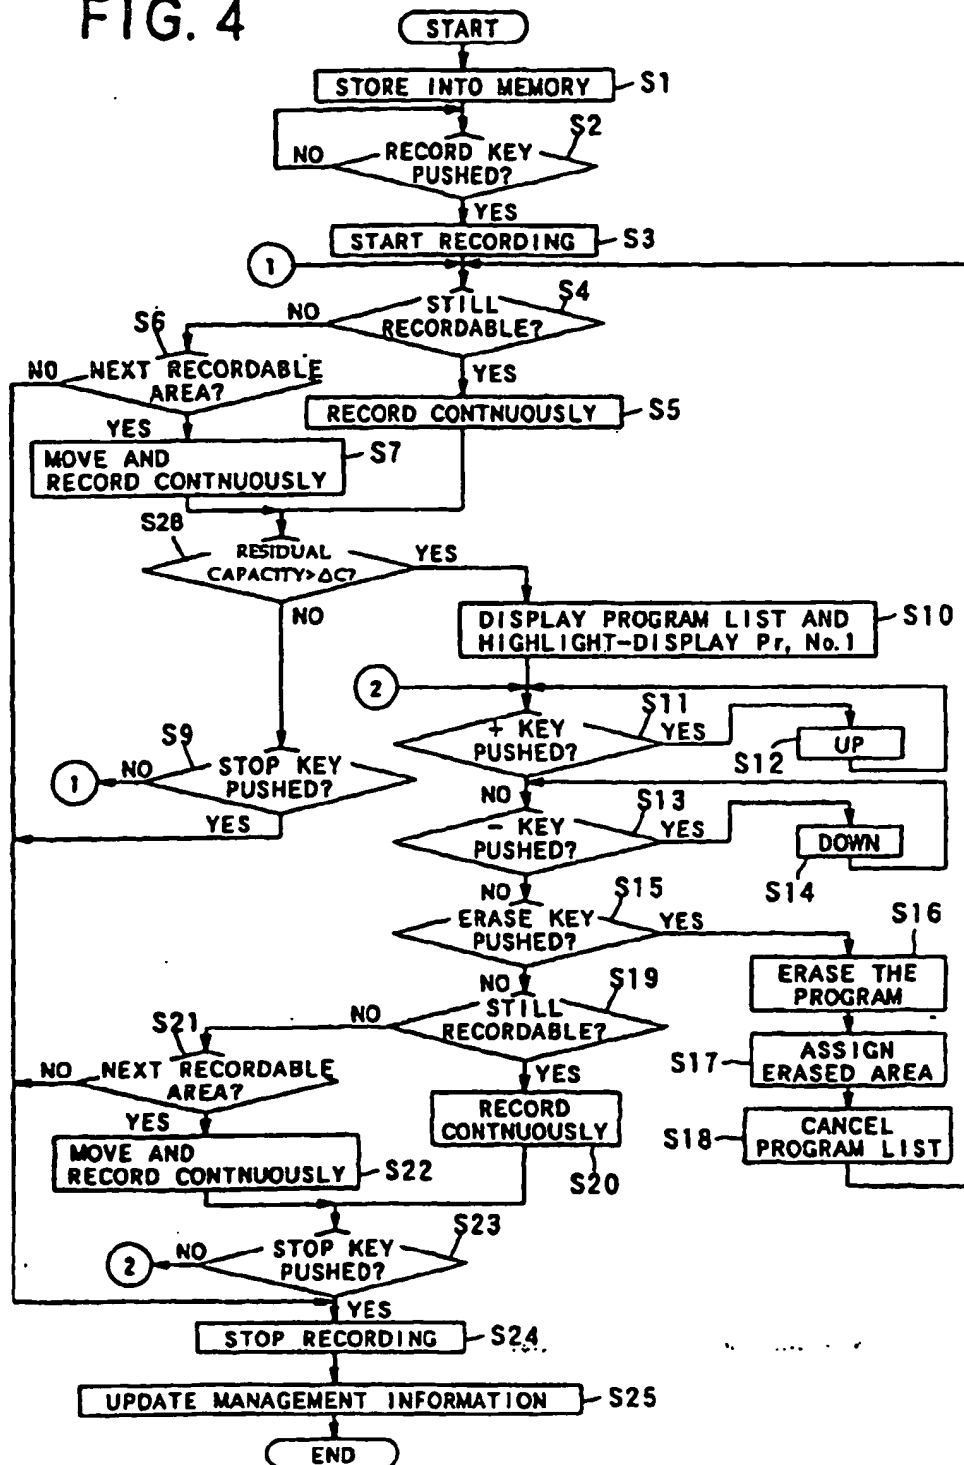 FIG. 4
START
STORE INTO MEMORY
S1
S2
RECORD KEY
PUSHED?
NO
YES
START RECORDING
S3
1
S4
STILL
RECORDABLE?
NO
YES
S6
NEXT RECORDABLE
AREA?
NO
YES
RECORD CONTNUOUSLY
S5
MOVE AND
RECORD CONTNUOUSLY
S7
S28
RESIDUAL
CAPACITY>ΔC?
YES
NO
DISPLAY PROGRAM LIST AND
HIGHLIGHT-DISPLAY Pr, No.1
S10
2
S11
+ KEY
PUSHED?
YES
NO
UP
S12
S9
STOP KEY
PUSHED?
NO
1
YES
S13
- KEY
PUSHED?
YES
NO
DOWN
S14
S15
ERASE KEY
PUSHED?
YES
NO
S16
ERASE THE
PROGRAM
S17
ASSIGN
ERASED AREA
S18
CANCEL
PROGRAM LIST
S19
STILL
RECORDABLE?
NO
YES
S21
NEXT RECORDABLE
AREA?
NO
YES
RECORD
CONTNUOUSLY
S20
MOVE AND
RECORD CONTNUOUSLY
S22
S23
STOP KEY
PUSHED?
NO
2
YES
STOP RECORDING
S24
UPDATE MANAGEMENT INFORMATION
S25
END